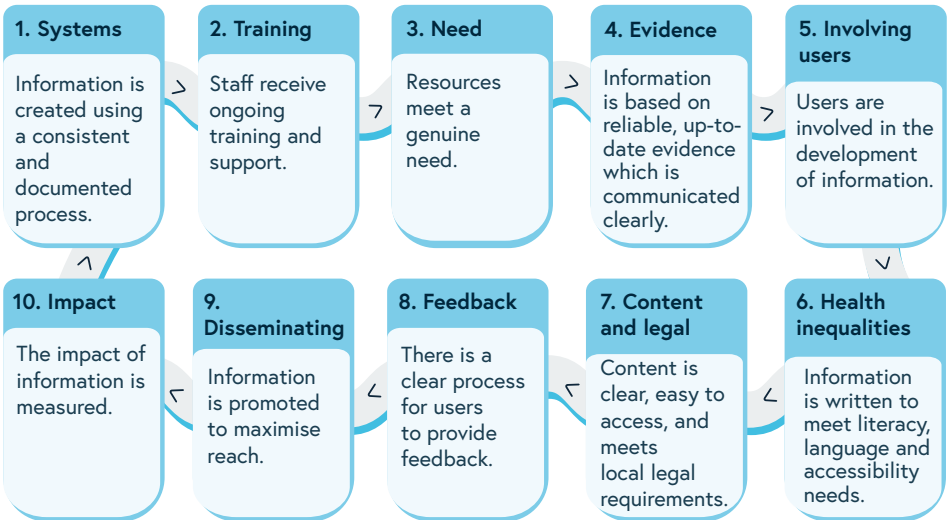 1. Systems
Information is
created using
a consistent
and
documented
process.
2. Training
Staff receive
ongoing
training and
support.
3. Need
Resources
meet a
genuine
need.
4. Evidence
Information
is based on
reliable, up-to-
date evidence
which is
communicated
clearly.
5. Involving
users
Users are
involved in the
development
of information.
6. Health
inequalities
Information
is written to
meet literacy,
language and
accessibility
needs.
7. Content
and legal
Content is
clear, easy to
access, and
meets
local legal
requirements.
8. Feedback
There is a
clear process
for users
to provide
feedback.
9.
Disseminating
Information
is promoted
to maximise
reach.
10. Impact
The impact of
information is
measured.